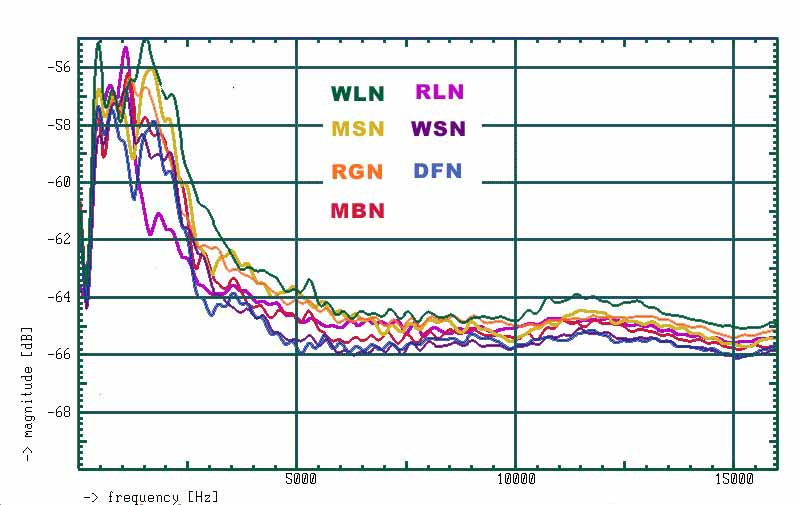 -56
WLN RLN
-58
MSN WSN
-60
RGN DFN
MBN
-62
-64
-66
-68
-> magnitude [dB]
5000 10000 15000
-> frequency [Hz]